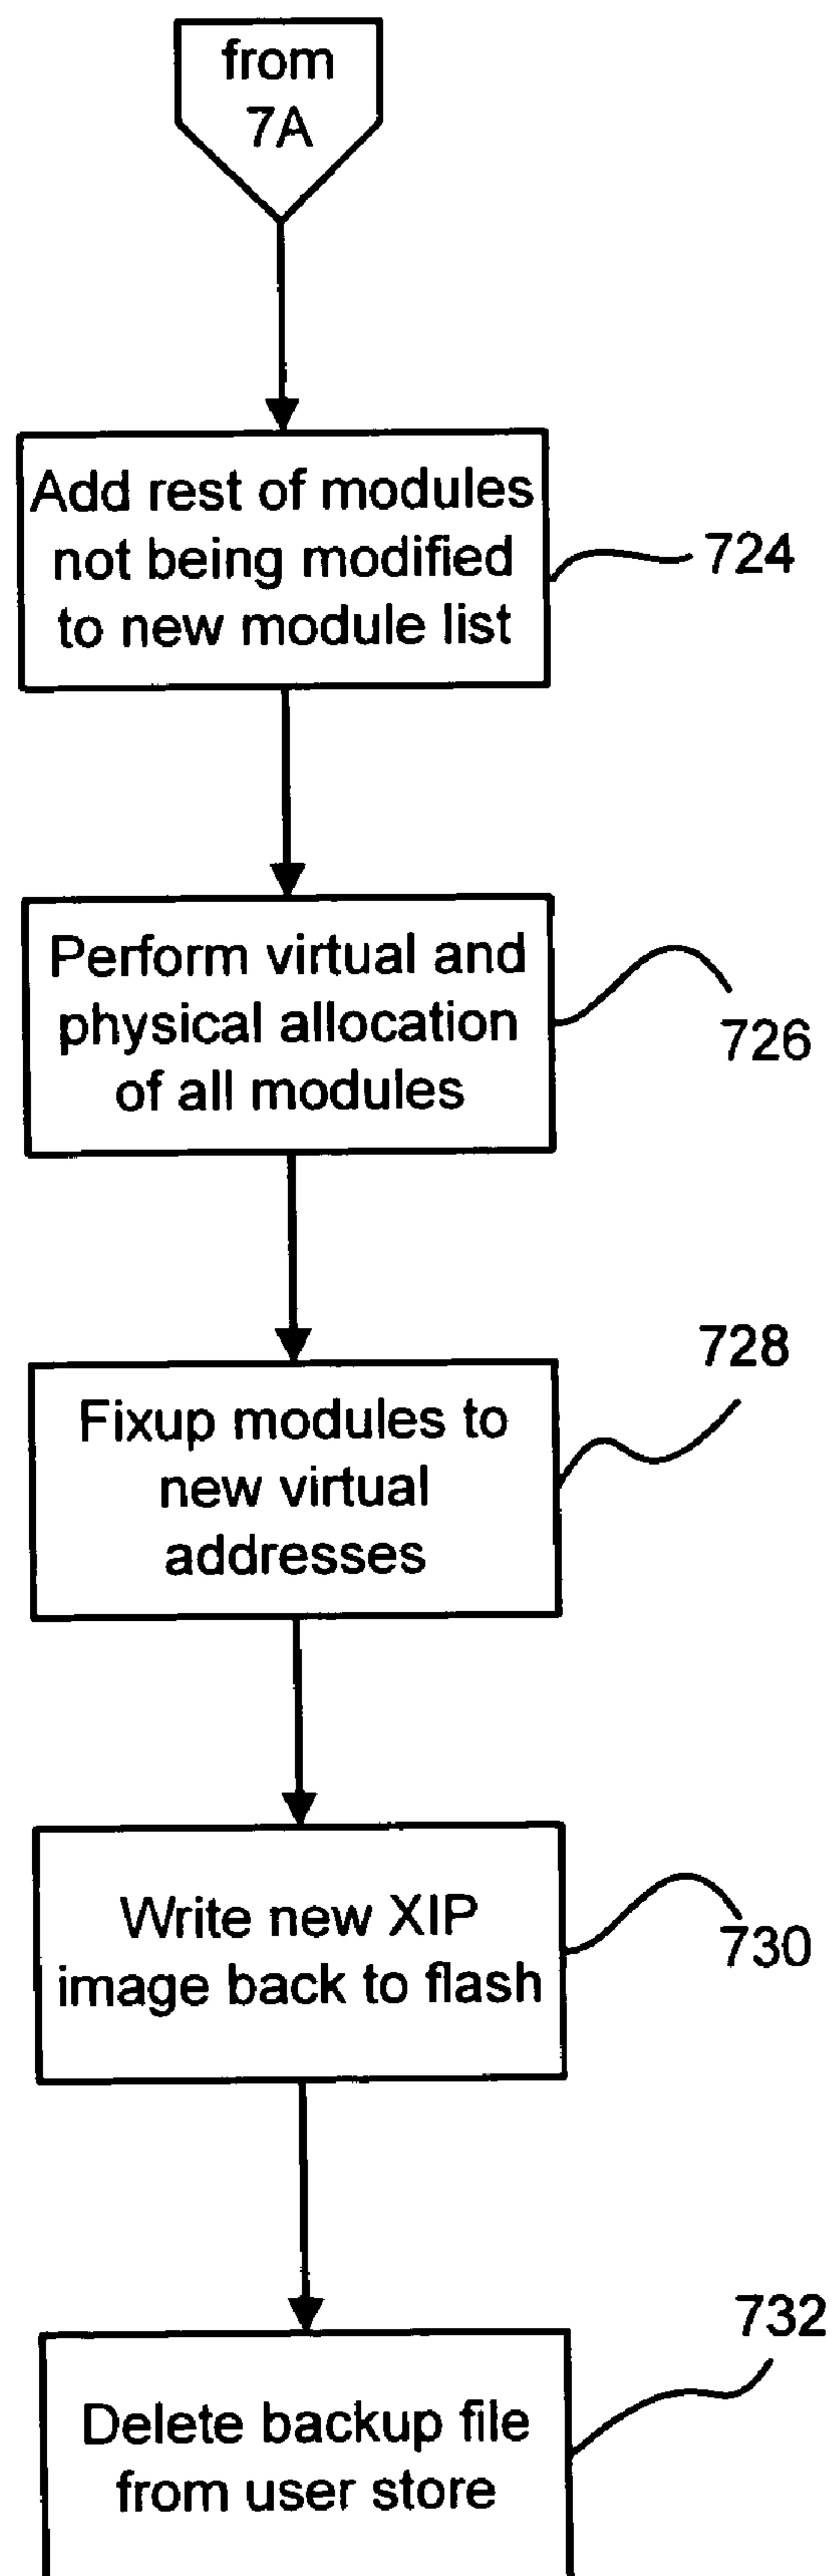 from
7A
Add rest of modules
not being modified
to new module list
724
Perform virtual and
physical allocation
of all modules
726
728
Fixup modules to
new virtual
addresses
Write new XIP
image back to flash
730
732
Delete backup file
from user store